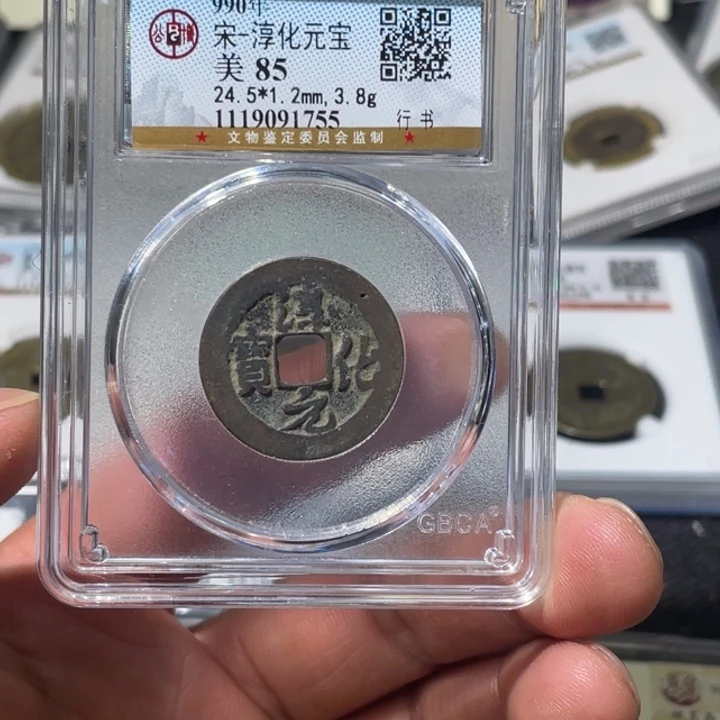 990年
宋-淳化元宝
美 85
24.5*1.2mm, 3.8g
1119091755 行书
★ 文物鉴定委员会监制 ★
淳
寶 化
元
GBCA